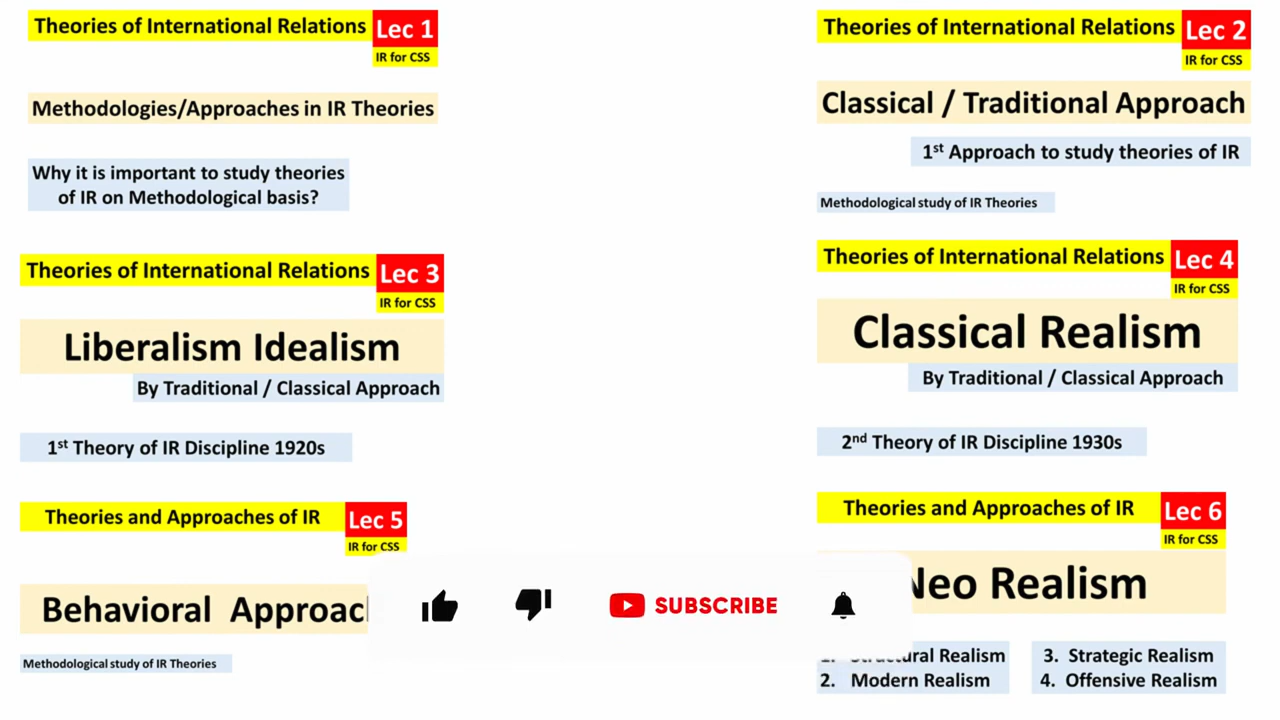 Theories of International Relations
Lec 1
IR for CSS
Methodologies/Approaches in IR Theories
Why it is important to study theories
of IR on Methodological basis?
Theories of International Relations
Lec 2
IR for CSS
Classical / Traditional Approach
1st Approach to study theories of IR
Methodological study of IR Theories
Theories of International Relations
Lec 3
IR for CSS
Liberalism Idealism
By Traditional / Classical Approach
1st Theory of IR Discipline 1920s
Theories of International Relations
Lec 4
IR for CSS
Classical Realism
By Traditional / Classical Approach
2nd Theory of IR Discipline 1930s
Theories and Approaches of IR
Lec 5
IR for CSS
Behavioral Approac
Methodological study of IR Theories
Theories and Approaches of IR
Lec 6
IR for CSS
Neo Realism
1. Structural Realism
2. Modern Realism
3. Strategic Realism
4. Offensive Realism
SUBSCRIBE